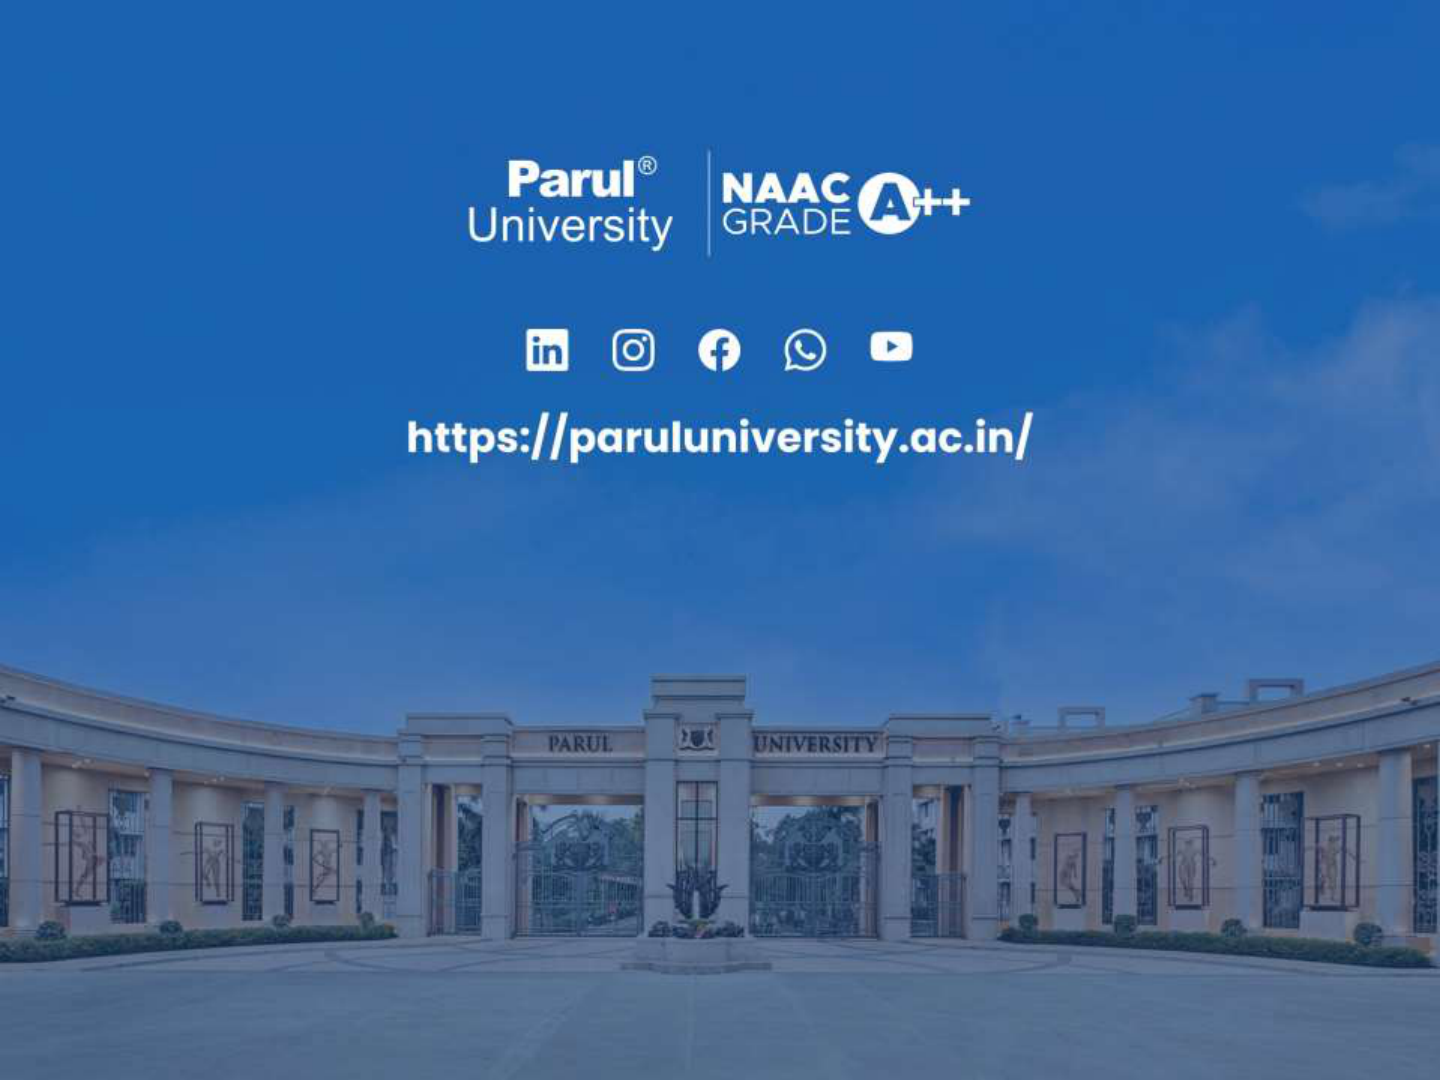 Parul®
University
NAAC
GRADE A++
https://paruluniversity.ac.in/
PARUL UNIVERSITY